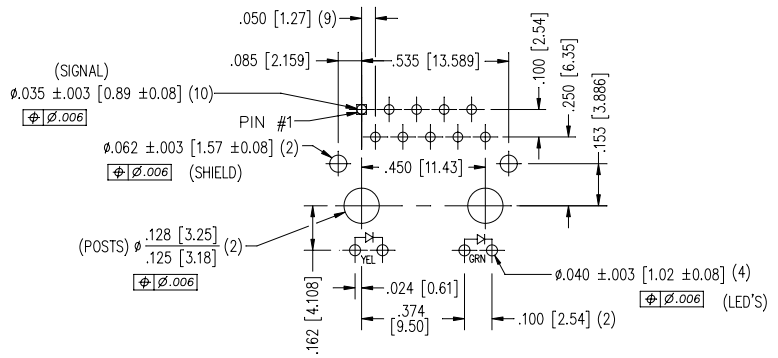 .050 [1.27] (9)
.085 [2.159]
.535 [13.589]
.100 [2.54]
.250 [6.35]
.153 [3.886]
(SIGNAL)
ø.035 ±.003 [0.89 ±0.08] (10)
⌖ Ø.006
PIN #1
ø.062 ±.003 [1.57 ±0.08] (2)
⌖ Ø.006 (SHIELD)
.450 [11.43]
(POSTS) ø .128 [3.25] (2)
.125 [3.18]
⌖ Ø.006
YEL
GRN
ø.040 ±.003 [1.02 ±0.08] (4)
⌖ Ø.006 (LED'S)
.024 [0.61]
.162 [4.108]
.374
[9.50]
.100 [2.54] (2)